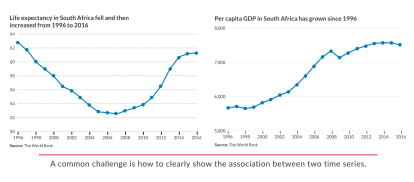 Life expectancy in South Africa fell and then
increased from 1996 to 2016
64
62
60
58
56
54
52
50
1996 1998 2000 2002 2004 2006 2008 2010 2012 2014 2016
Source: The World Bank
Per capita GDP in South Africa has grown since 1996
8,000
7,000
6,000
5,000
1996 1998 2000 2002 2004 2006 2008 2010 2012 2014 2016
Source: The World Bank
A common challenge is how to clearly show the association between two time series.